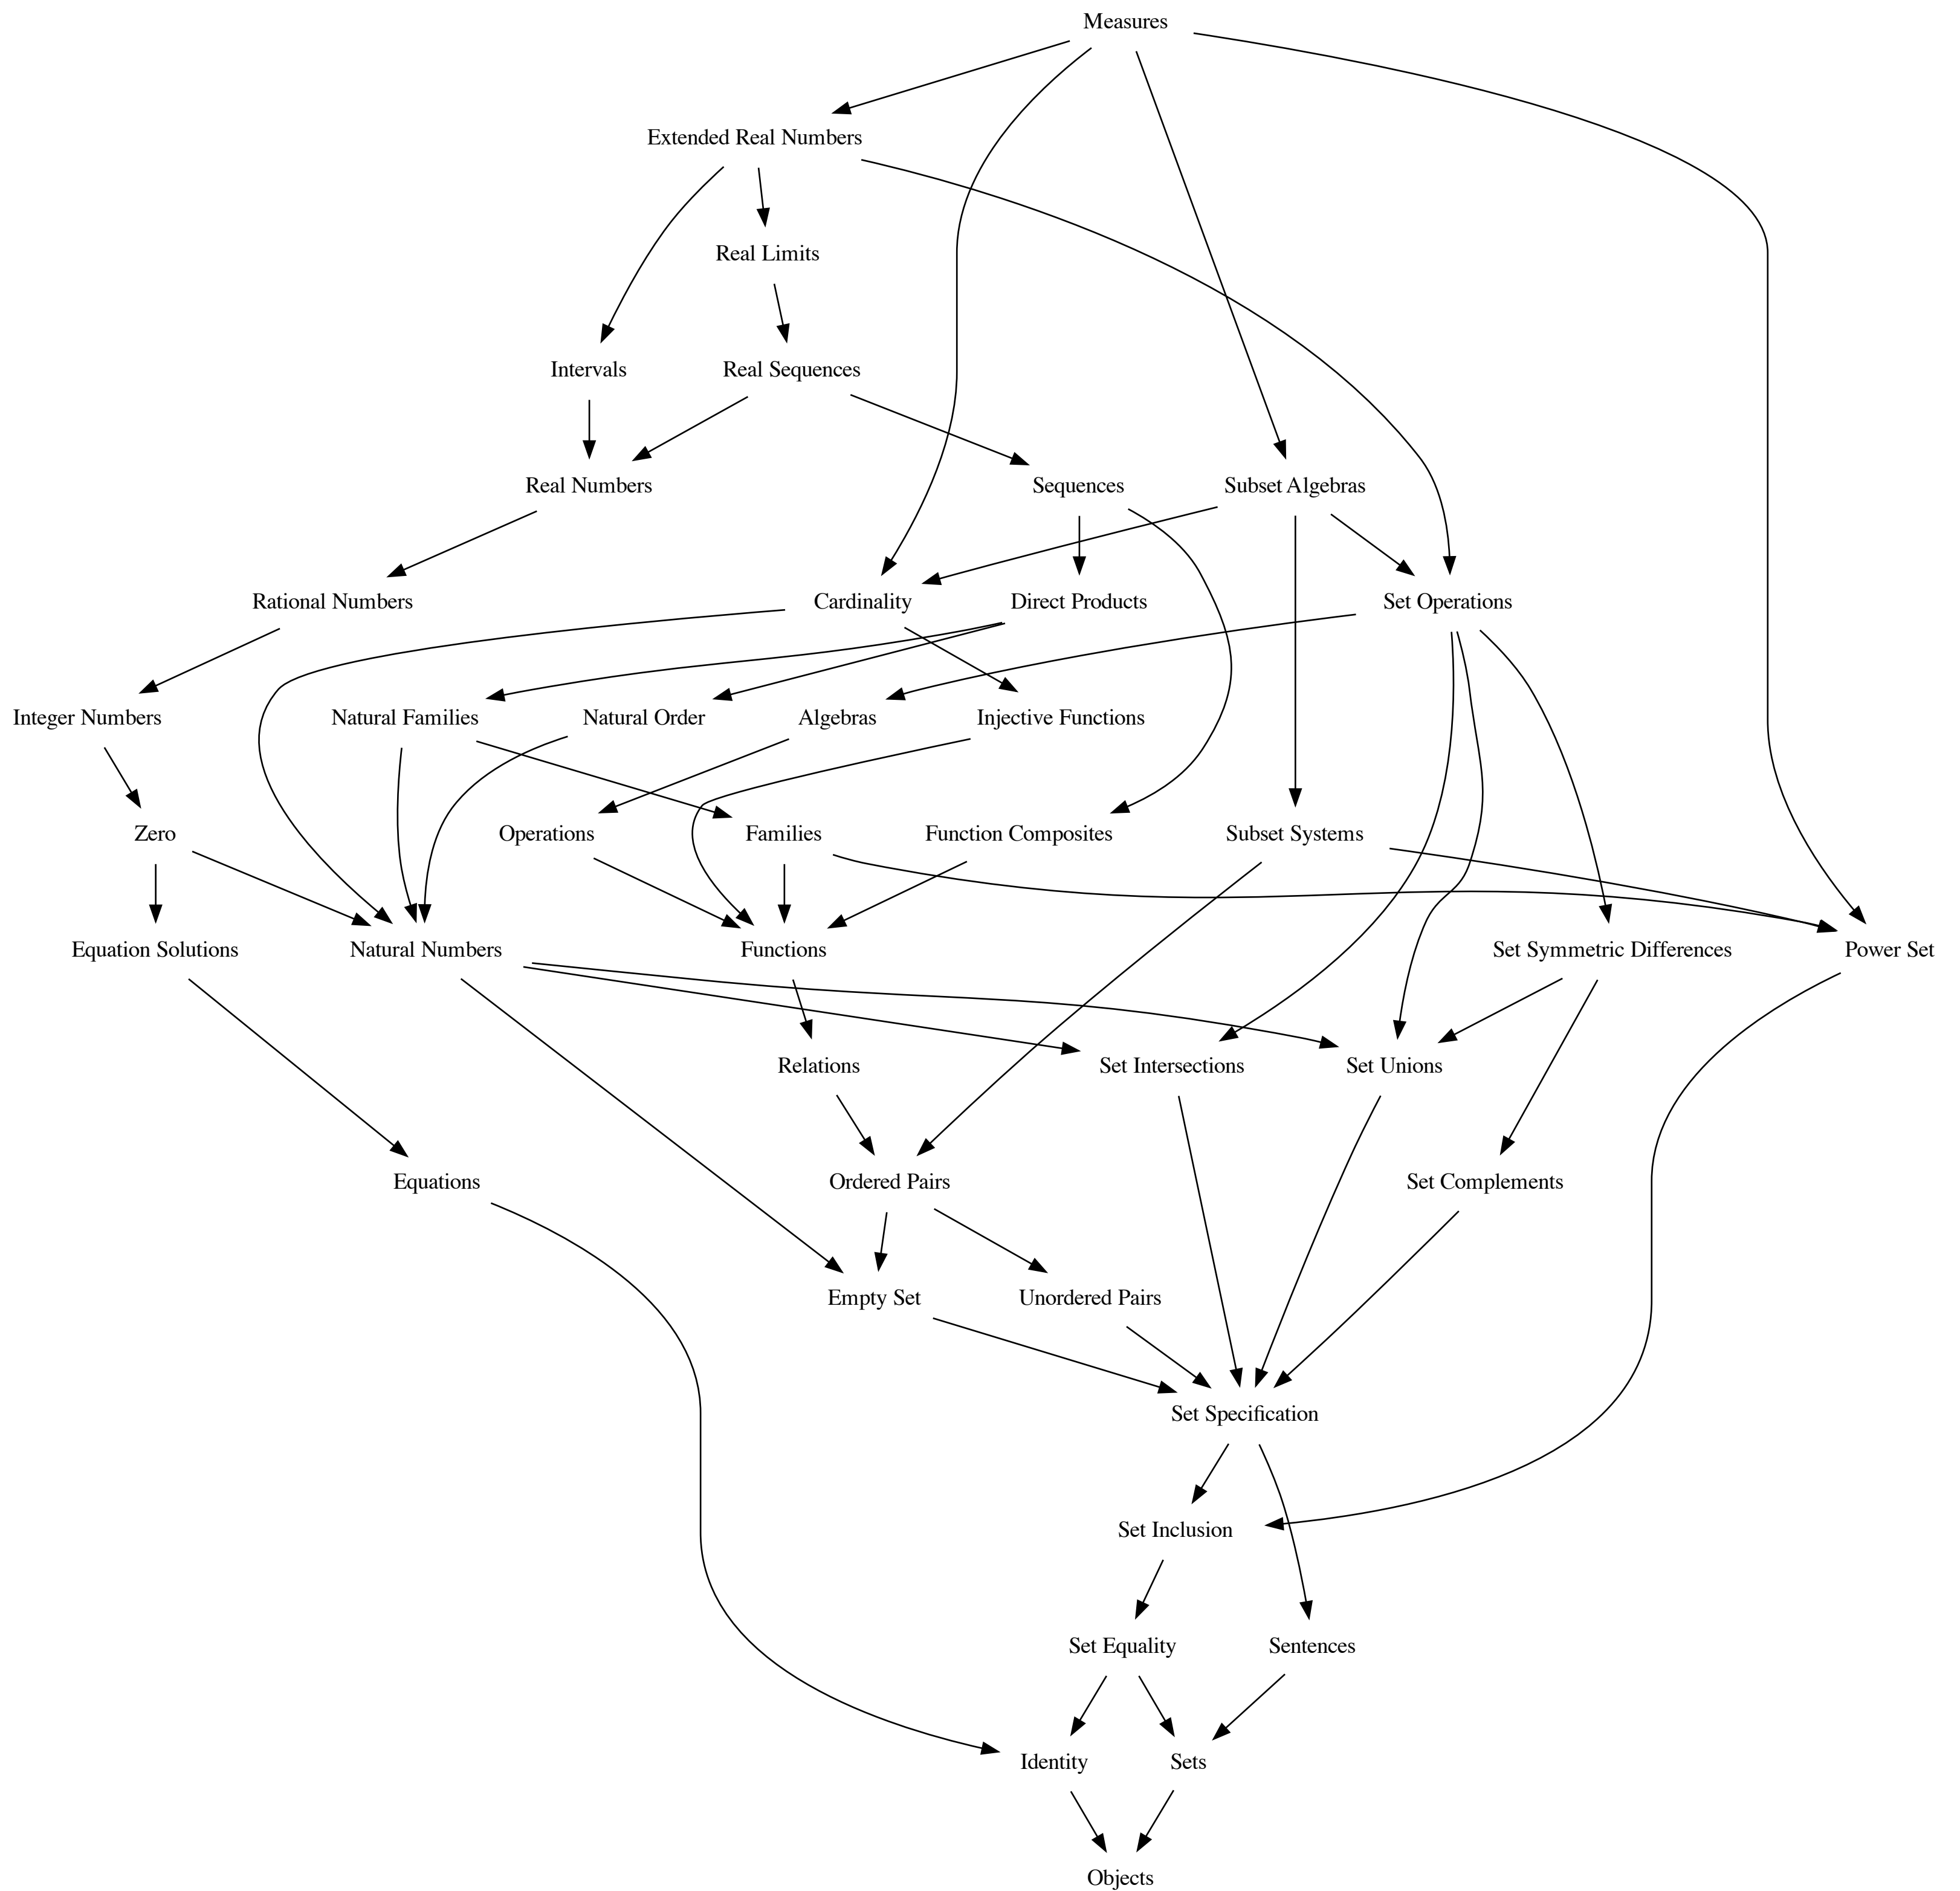 Measures
Extended Real Numbers
Real Limits
Intervals
Real Sequences
Real Numbers
Sequences
Subset Algebras
Rational Numbers
Cardinality
Direct Products
Set Operations
Integer Numbers
Natural Families
Natural Order
Algebras
Injective Functions
Zero
Operations
Families
Function Composites
Subset Systems
Equation Solutions
Natural Numbers
Functions
Set Symmetric Differences
Power Set
Relations
Set Intersections
Set Unions
Equations
Ordered Pairs
Set Complements
Empty Set
Unordered Pairs
Set Specification
Set Inclusion
Set Equality
Sentences
Identity
Sets
Objects